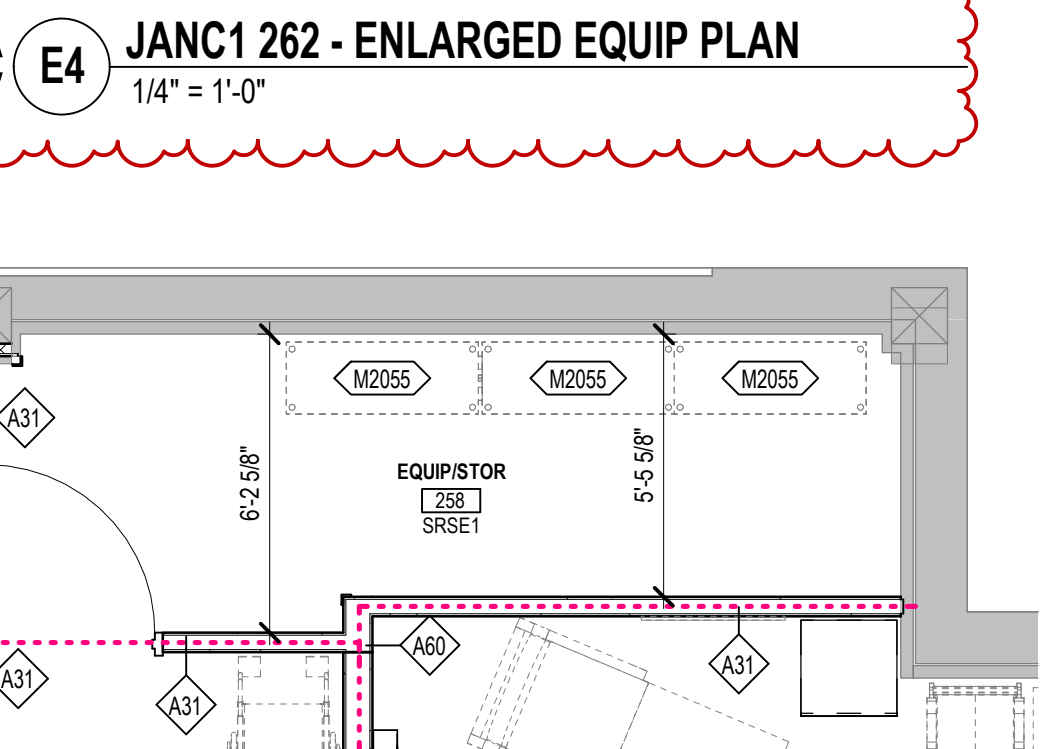 E4
JANC1 262 - ENLARGED EQUIP PLAN
1/4" = 1'-0"
M2055
M2055
M2055
A31
6'-2 5/8"
5'-5 5/8"
EQUIP/STOR
258
SRSE1
A60
A31
A31
A31